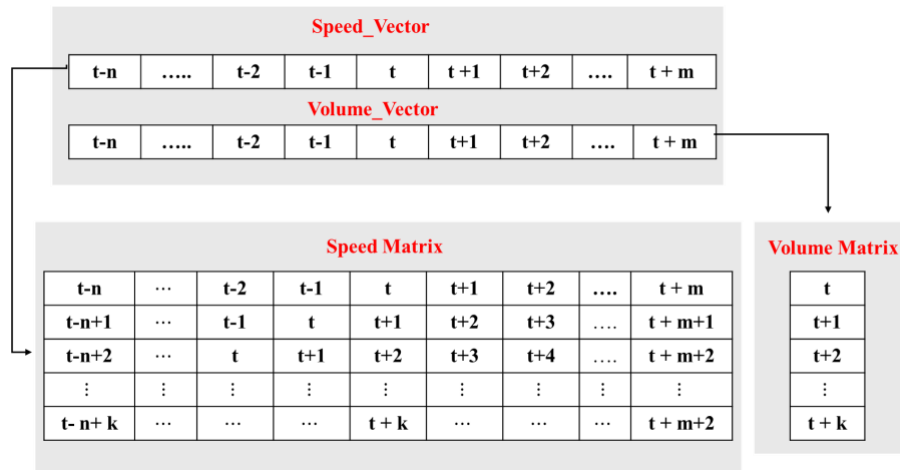 Speed_Vector
t-n ..... t-2 t-1 t t +1 t+2 .... t + m
Volume_Vector
t-n ..... t-2 t-1 t t+1 t+2 .... t + m
Speed Matrix
t-n ⋯ t-2 t-1 t t+1 t+2 .... t + m
t-n+1 ⋯ t-1 t t+1 t+2 t+3 .... t + m+1
t-n+2 ⋯ t t+1 t+2 t+3 t+4 .... t + m+2
⋮ ⋮ ⋮ ⋮ ⋮ ⋮ ⋮ ⋮ ⋮
t- n+ k ⋯ ⋯ ⋯ t + k ⋯ ⋯ ⋯ t + m+2
Volume Matrix
t
t+1
t+2
⋮
t + k